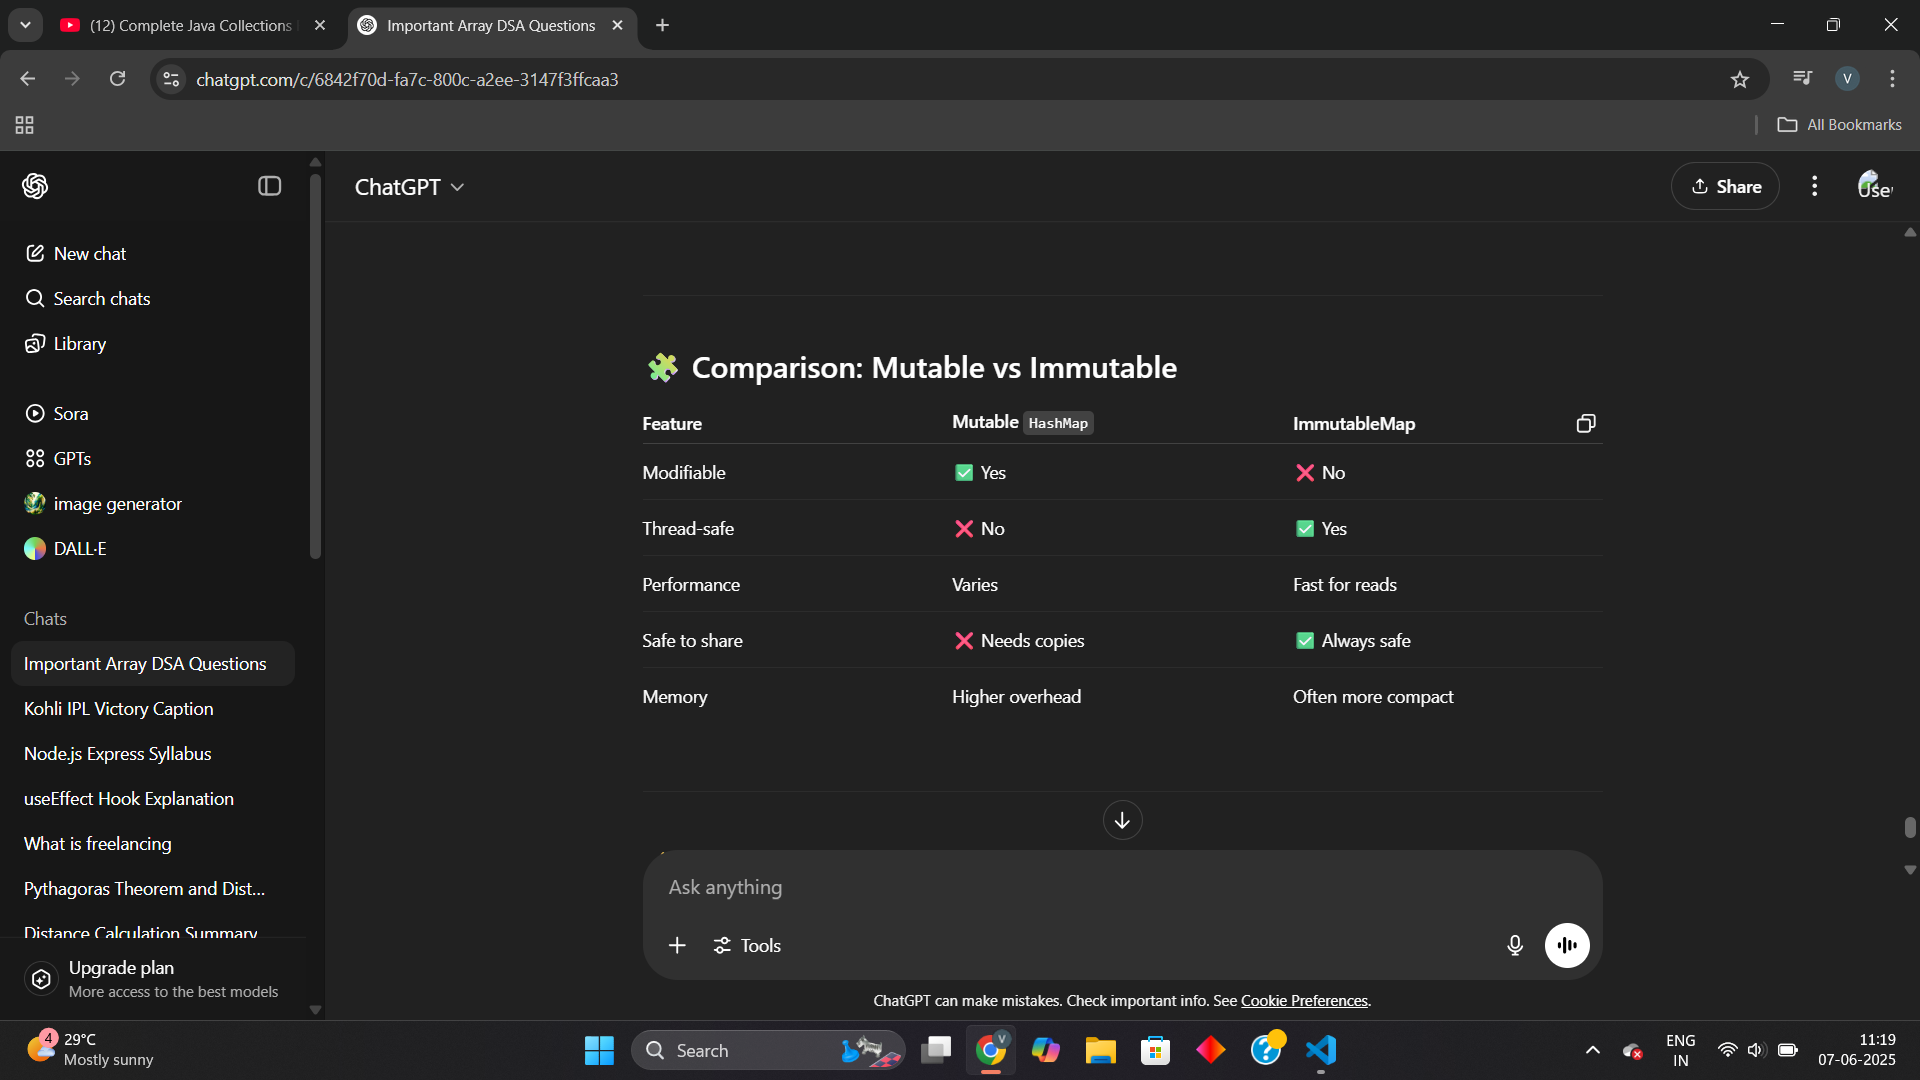 (12) Complete Java Collections
Important Array DSA Questions
chatgpt.com/c/6842f70d-fa7c-800c-a2ee-3147f3ffcaa3
V
All Bookmarks
ChatGPT
Share
New chat
Search chats
Library
Sora
GPTs
image generator
DALL·E
Chats
Important Array DSA Questions
Kohli IPL Victory Caption
Node.js Express Syllabus
useEffect Hook Explanation
What is freelancing
Pythagoras Theorem and Dist...
Distance Calculation Summary
Upgrade plan
More access to the best models
Comparison: Mutable vs Immutable
Feature Mutable HashMap ImmutableMap
Modifiable ✅ Yes ❌ No
Thread-safe ❌ No ✅ Yes
Performance Varies Fast for reads
Safe to share ❌ Needs copies ✅ Always safe
Memory Higher overhead Often more compact
Ask anything
Tools
ChatGPT can make mistakes. Check important info. See Cookie Preferences.
4
29°C
Mostly sunny
Search
V
ENG
IN
11:19
07-06-2025